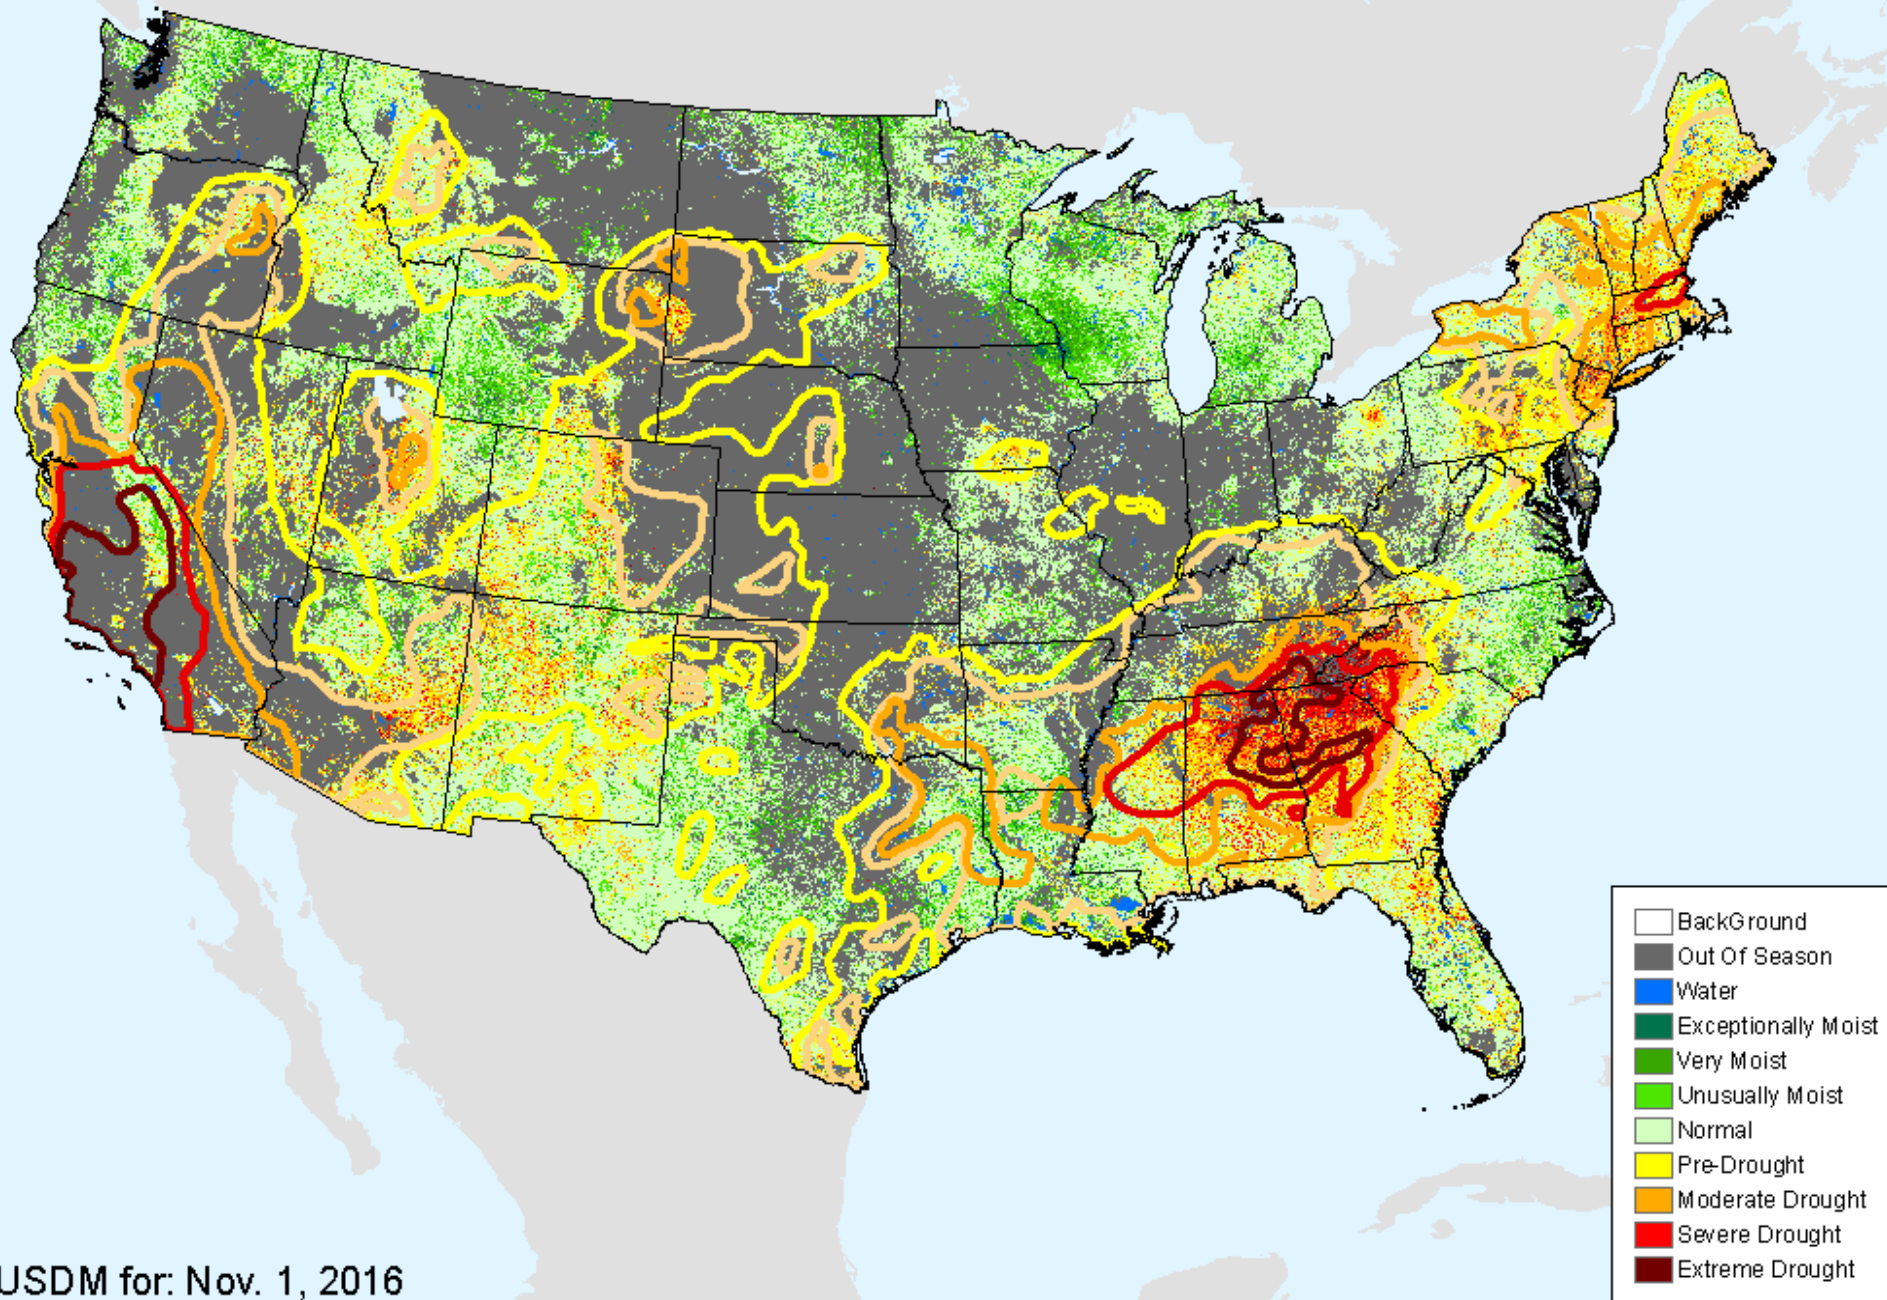 BackGround
Out Of Season
Water
Exceptionally Moist
Very Moist
Unusually Moist
Normal
Pre-Drought
Moderate Drought
Severe Drought
Extreme Drought
USDM for: Nov. 1, 2016